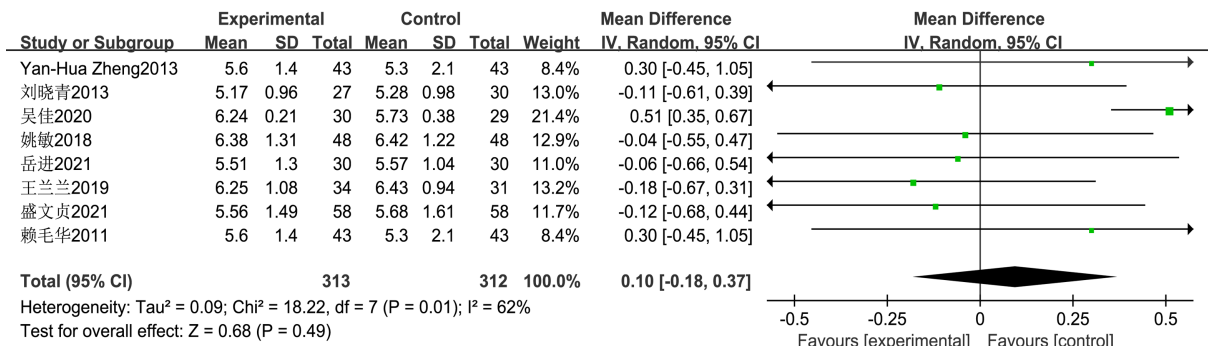 Experimental Control Mean Difference Mean Difference
Study or Subgroup Mean SD Total Mean SD Total Weight IV, Random, 95% CI IV, Random, 95% CI
Yan-Hua Zheng2013 5.6 1.4 43 5.3 2.1 43 8.4% 0.30 [-0.45, 1.05]
刘晓青2013 5.17 0.96 27 5.28 0.98 30 13.0% -0.11 [-0.61, 0.39]
吴佳2020 6.24 0.21 30 5.73 0.38 29 21.4% 0.51 [0.35, 0.67]
姚敏2018 6.38 1.31 48 6.42 1.22 48 12.9% -0.04 [-0.55, 0.47]
岳进2021 5.51 1.3 30 5.57 1.04 30 11.0% -0.06 [-0.66, 0.54]
王兰兰2019 6.25 1.08 34 6.43 0.94 31 13.2% -0.18 [-0.67, 0.31]
盛文贞2021 5.56 1.49 58 5.68 1.61 58 11.7% -0.12 [-0.68, 0.44]
赖毛华2011 5.6 1.4 43 5.3 2.1 43 8.4% 0.30 [-0.45, 1.05]
Total (95% CI) 313 312 100.0% 0.10 [-0.18, 0.37]
Heterogeneity: Tau² = 0.09; Chi² = 18.22, df = 7 (P = 0.01); I² = 62%
Test for overall effect: Z = 0.68 (P = 0.49)
-0.5 -0.25 0 0.25 0.5
Favours [experimental] Favours [control]